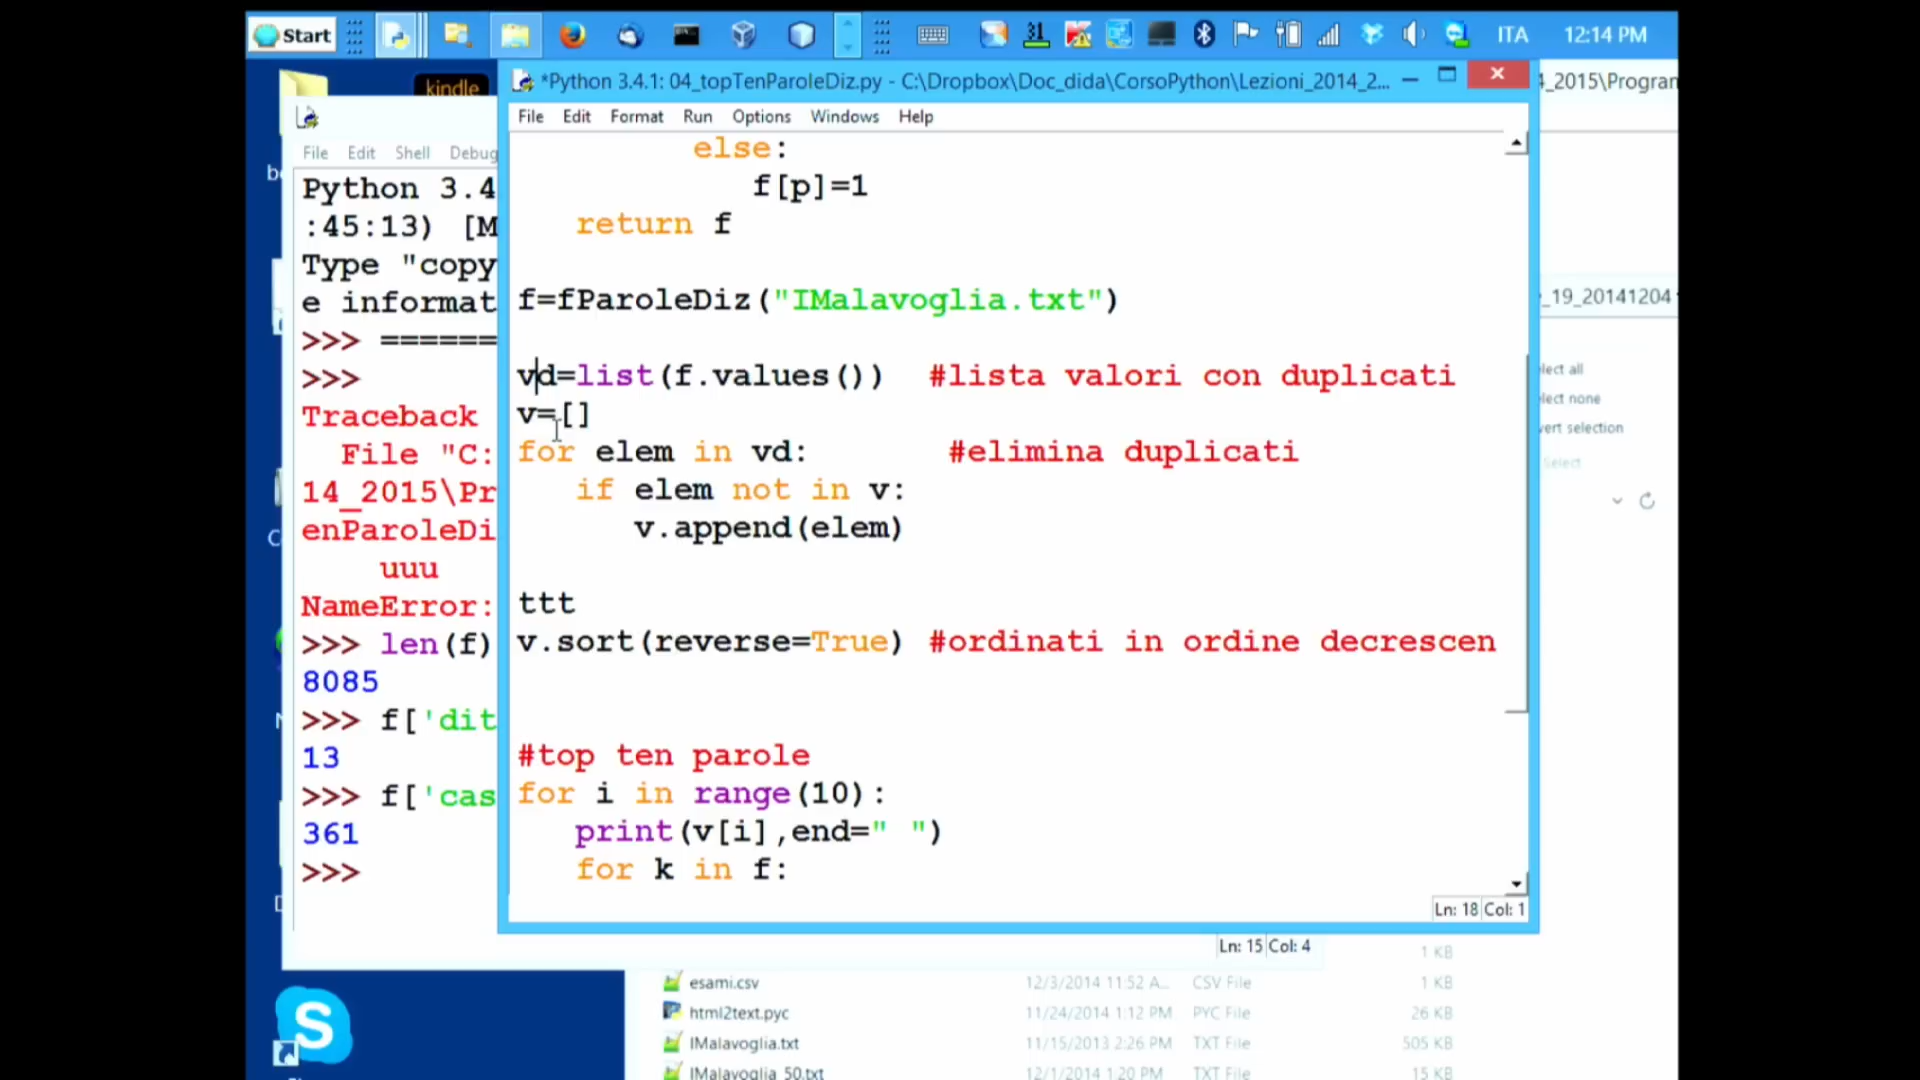 Start
ITA 12:14 PM
kindle
*Python 3.4.1: 04_topTenParoleDiz.py - C:\Dropbox\Doc_dida\CorsoPython\Lezioni_2014_2...
4_2015\Program
File Edit Format Run Options Windows Help
File Edit Shell Debug
else:
f[p]=1
return f
f=fParoleDiz("IMalavoglia.txt")
vd=list(f.values()) #lista valori con duplicati
v=[]
for elem in vd: #elimina duplicati
if elem not in v:
v.append(elem)
ttt
v.sort(reverse=True) #ordinati in ordine decrescen
#top ten parole
for i in range(10):
print(v[i],end=" ")
for k in f:
Ln: 18 Col: 1
Python 3.4
:45:13) [M
Type "copy
e informat
>>> =======
>>>
Traceback
File "C:
14_2015\Pr
enParoleDi
uuu
NameError:
>>> len(f)
8085
>>> f['dit
13
>>> f['cas
361
>>>
Ln: 15 Col: 4
_19_20141204
lect all
lect none
vert selection
Select
1 KB
esami.csv 12/3/2014 11:52 A... CSV File 1 KB
html2text.pyc 11/24/2014 1:12 PM PYC File 26 KB
IMalavoglia.txt 11/15/2013 2:26 PM TXT File 505 KB
IMalavoglia_50.txt 12/1/2014 1:20 PM TXT File 15 KB